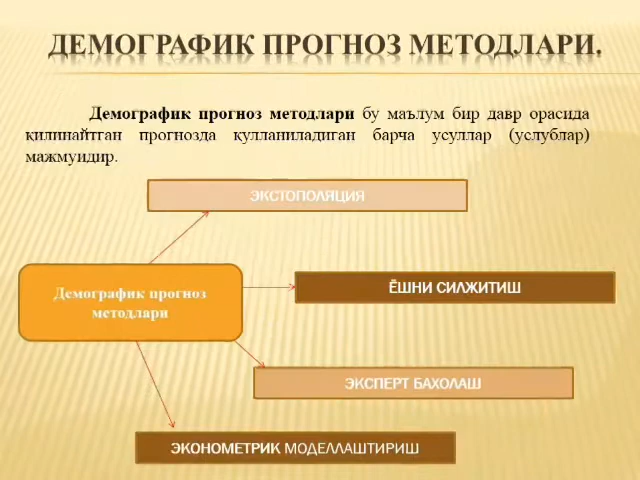 ДЕМОГРАФИК ПРОГНОЗ МЕТОДЛАРИ.
Демографик прогноз методлари бу маълум бир давр орасида
қилинайтган прогнозда қулланиладиган барча усуллар (услублар)
мажмуидир.
ЭКСТОПОЛЯЦИЯ
Демографик прогноз
методлари
ЁШНИ СИЛЖИТИШ
ЭКСПЕРТ БАХОЛАШ
ЭКОНОМЕТРИК МОДЕЛЛАШТИРИШ